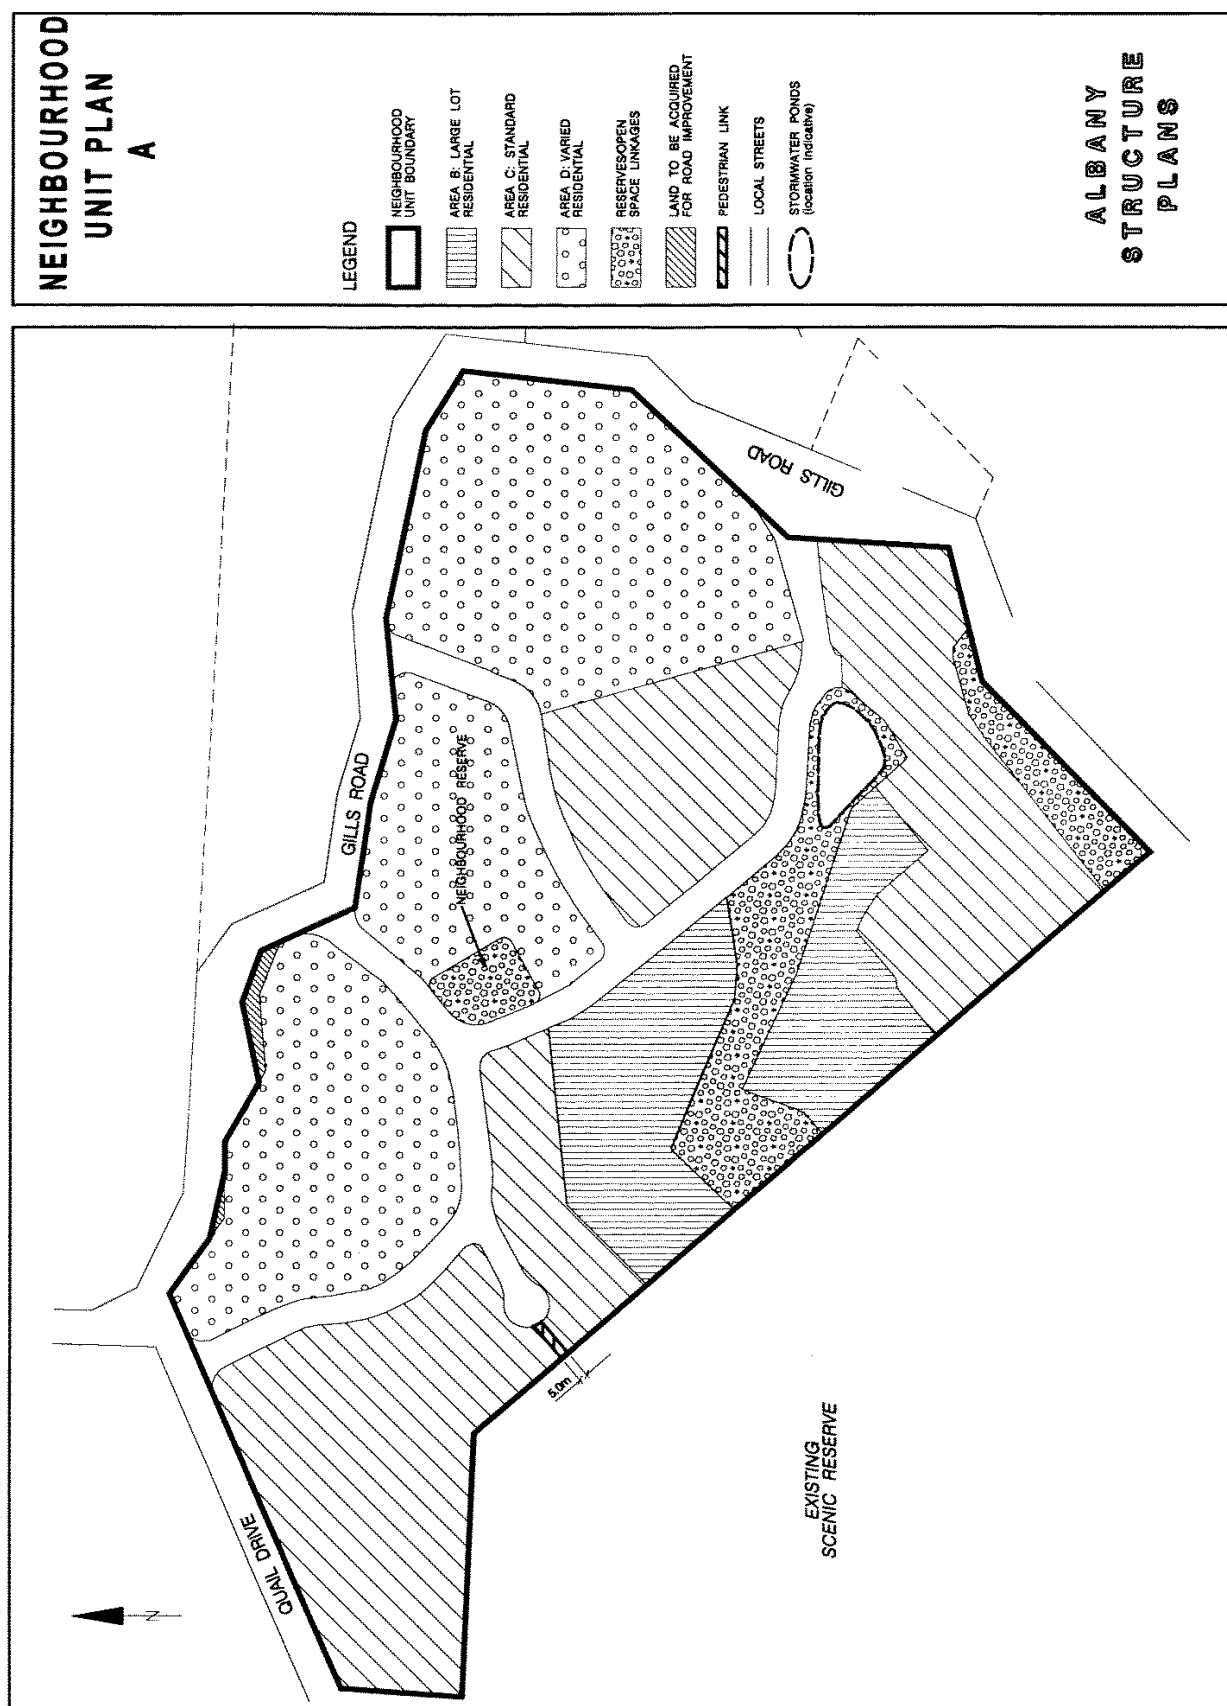 NEIGHBOURHOOD
UNIT PLAN
A
LEGEND
NEIGHBOURHOOD
UNIT BOUNDARY
AREA B: LARGE LOT
RESIDENTIAL
AREA C: STANDARD
RESIDENTIAL
AREA D: VARIED
RESIDENTIAL
RESERVES/OPEN
SPACE LINKAGES
LAND TO BE ACQUIRED
FOR ROAD IMPROVEMENT
PEDESTRIAN LINK
LOCAL STREETS
STORMWATER PONDS
(location indicative)
ALBANY
STRUCTURE
PLANS
GILLS ROAD
GILLS ROAD
NEIGHBOURHOOD RESERVE
QUAIL DRIVE
5.0m
EXISTING
SCENIC RESERVE
N